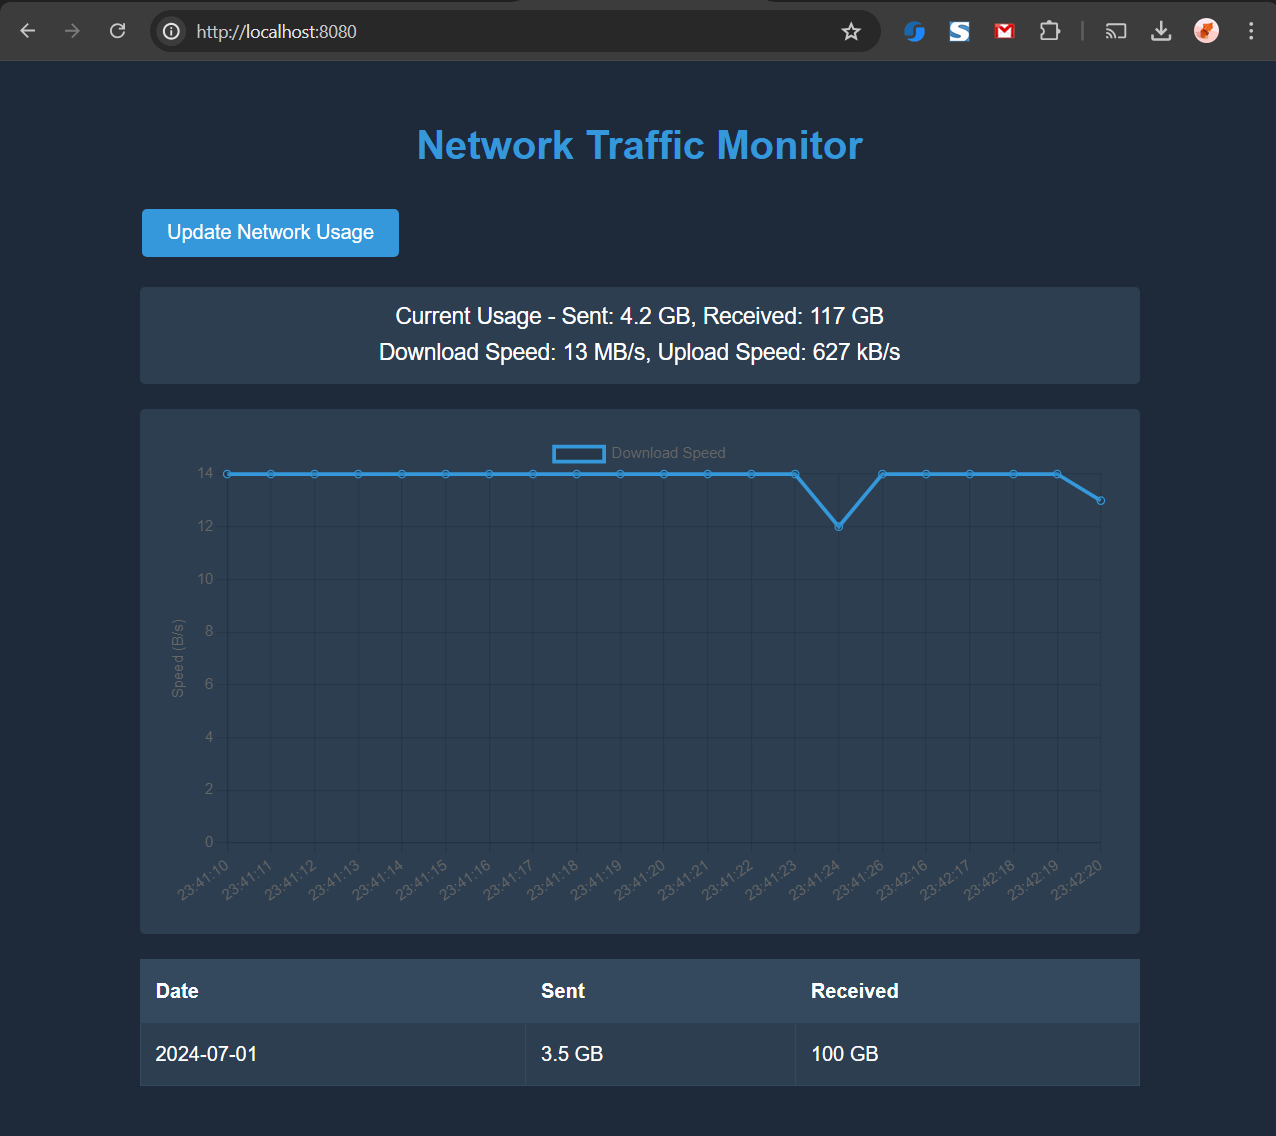 http://localhost:8080
Network Traffic Monitor
Update Network Usage
Current Usage - Sent: 4.2 GB, Received: 117 GB
Download Speed: 13 MB/s, Upload Speed: 627 kB/s
Download Speed
14
12
10
8
6
4
2
0
Speed (B/s)
23:41:10 23:41:11 23:41:12 23:41:13 23:41:14 23:41:15 23:41:16 23:41:17 23:41:18 23:41:19 23:41:20 23:41:21 23:41:22 23:41:23 23:41:24 23:41:26 23:42:16 23:42:17 23:42:18 23:42:19 23:42:20
Date Sent Received
2024-07-01 3.5 GB 100 GB